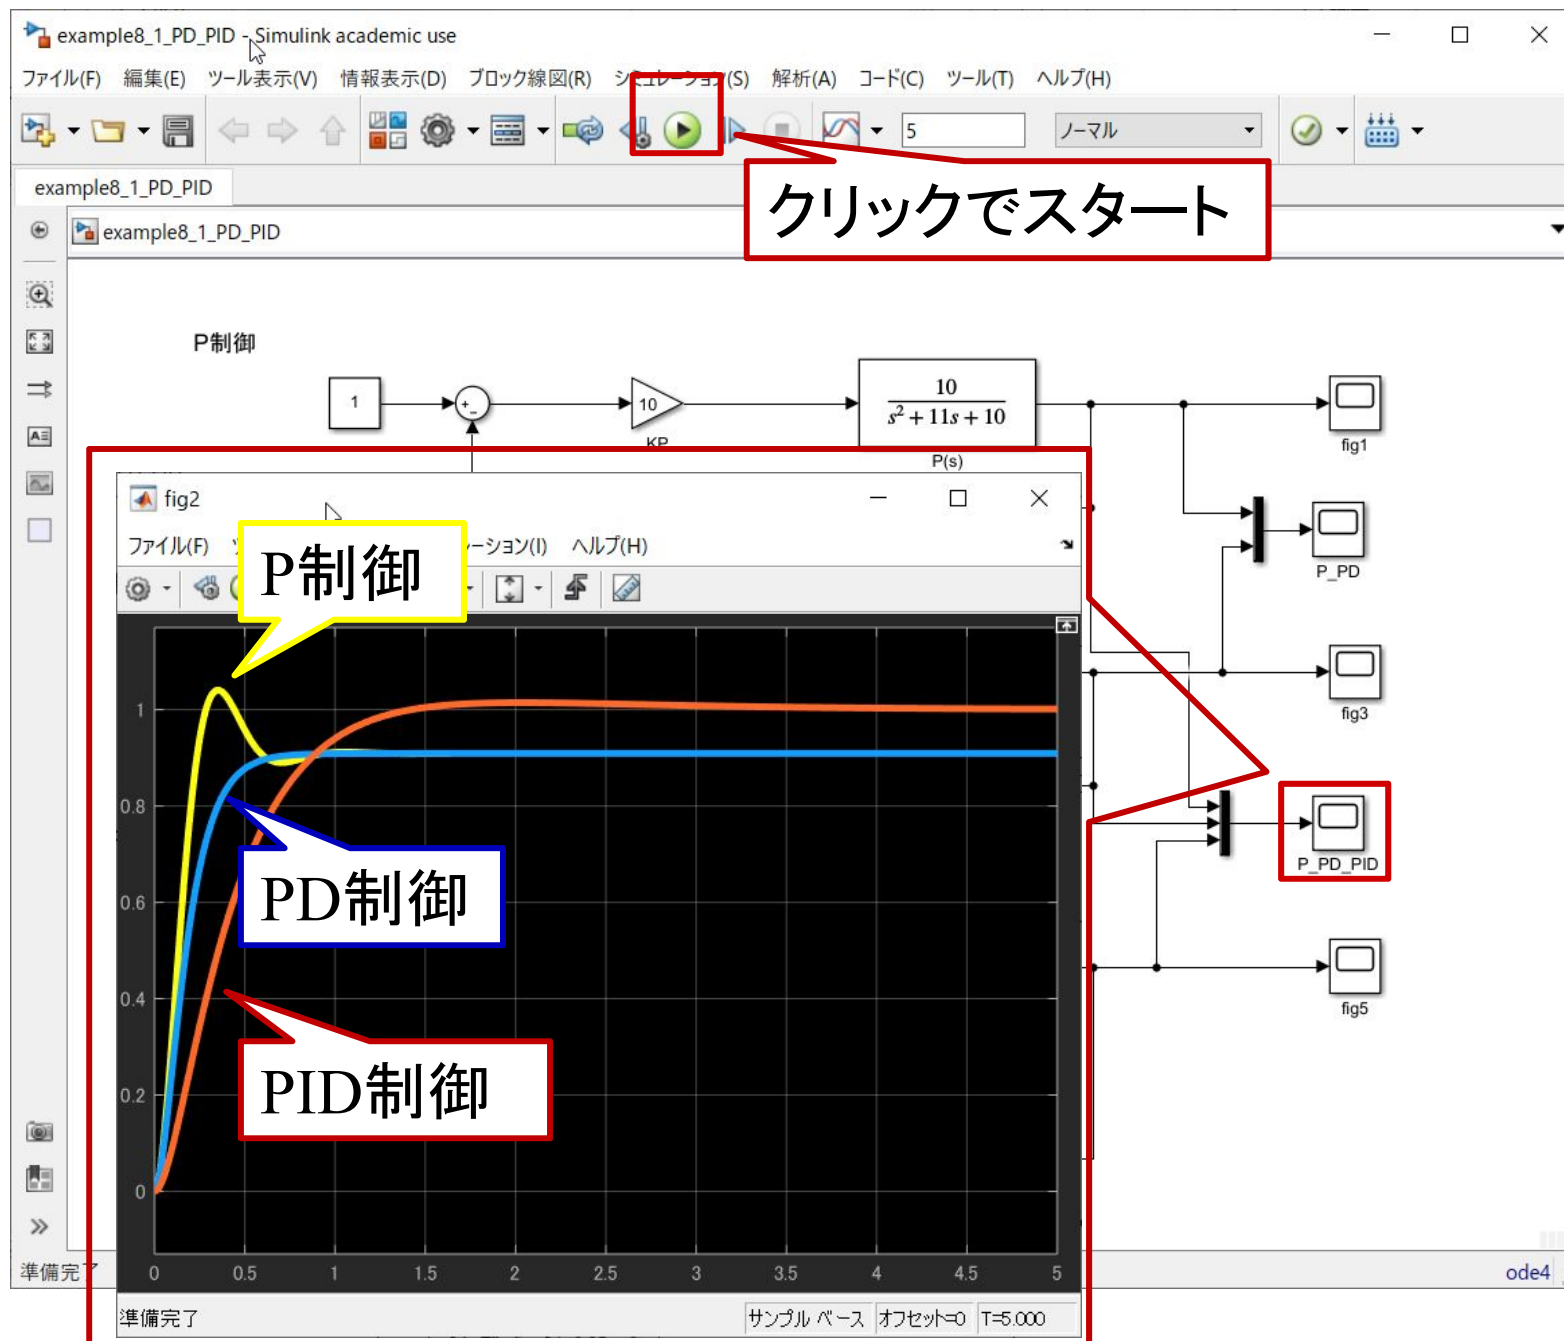 example8_1_PD_PID - Simulink academic use
ファイル(F) 編集(E) ツール表示(V) 情報表示(D) ブロック線図(R) シミュレーション(S) 解析(A) コード(C) ツール(T) ヘルプ(H)
5 ノーマル
example8_1_PD_PID
クリックでスタート
example8_1_PD_PID
P制御
1
+
-
10
KP
10
s² + 11s + 10
P(s)
fig1
P_PD
fig3
P_PD_PID
fig5
fig2
ファイル(F) ーション(I) ヘルプ(H)
P制御
PD制御
PID制御
1
0.8
0.6
0.4
0.2
0
0 0.5 1 1.5 2 2.5 3 3.5 4 4.5 5
準備完了 サンプル ベース オフセット=0 T=5.000
準備完了
ode4